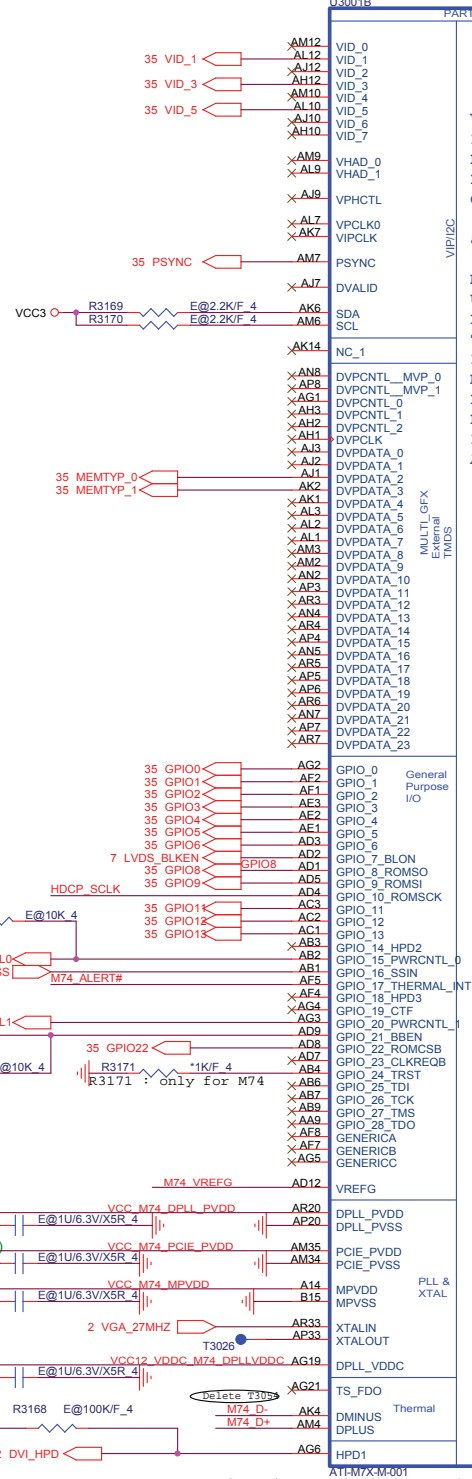 U3001B
PART
AM12 VID_0
35 VID_1 AL12 VID_1
AJ12 VID_2
35 VID_3 AH12 VID_3
AM10 VID_4
35 VID_5 AL10 VID_5
AJ10 VID_6
AH10 VID_7
AM9 VHAD_0
AL9 VHAD_1
AJ9 VPHCTL
AL7 VPCLK0
AK7 VIPCLK
VIP/I2C
35 PSYNC AM7 PSYNC
AJ7 DVALID
VCC3 R3169 E@2.2K/F_4 AK6 SDA
R3170 E@2.2K/F_4 AM6 SCL
AK14 NC_1
AN8 DVPCNTL__MVP_0
AP8 DVPCNTL__MVP_1
AG1 DVPCNTL_0
AH3 DVPCNTL_1
AH2 DVPCNTL_2
AH1 DVPCLK
AJ3 DVPDATA_0
AJ2 DVPDATA_1
35 MEMTYP_0 AJ1 DVPDATA_2
35 MEMTYP_1 AK2 DVPDATA_3
AK1 DVPDATA_4
AL3 DVPDATA_5
AL2 DVPDATA_6
AL1 DVPDATA_7
AM3 DVPDATA_8
AM2 DVPDATA_9
AN2 DVPDATA_10
AP3 DVPDATA_11
AR3 DVPDATA_12
AN4 DVPDATA_13
AR4 DVPDATA_14
AP4 DVPDATA_15
AN5 DVPDATA_16
AR5 DVPDATA_17
AP5 DVPDATA_18
AP6 DVPDATA_19
AR6 DVPDATA_20
AN7 DVPDATA_21
AP7 DVPDATA_22
AR7 DVPDATA_23
MULTI_GFX
External
TMDS
35 GPIO0 AG2 GPIO_0
35 GPIO1 AF2 GPIO_1
35 GPIO2 AF1 GPIO_2
35 GPIO3 AE3 GPIO_3
35 GPIO4 AE2 GPIO_4
35 GPIO5 AE1 GPIO_5
35 GPIO6 AD3 GPIO_6
General
Purpose
I/O
7 LVDS_BLKEN AD2 GPIO_7_BLON
35 GPIO8 GPIO8 AD1 GPIO_8_ROMSO
35 GPIO9 AD5 GPIO_9_ROMSI
HDCP_SCLK AD4 GPIO_10_ROMSCK
35 GPIO11 AC3 GPIO_11
35 GPIO12 AC2 GPIO_12
35 GPIO13 AC1 GPIO_13
E@10K_4
AB3 GPIO_14_HPD2
L0 AB2 GPIO_15_PWRCNTL_0
SS AB1 GPIO_16_SSIN
M74_ALERT# AF5 GPIO_17_THERMAL_INT
AF4 GPIO_18_HPD3
AG4 GPIO_19_CTF
L1 AG3 GPIO_20_PWRCNTL_1
AD9 GPIO_21_BBEN
35 GPIO22 AD8 GPIO_22_ROMCSB
AD7 GPIO_23_CLKREQB
@10K_4 R3171 *1K/F_4 AB4 GPIO_24_TRST
R3171 : only for M74
AB6 GPIO_25_TDI
AB7 GPIO_26_TCK
AB9 GPIO_27_TMS
AA9 GPIO_28_TDO
AF8 GENERICA
AF7 GENERICB
AG5 GENERICC
M74_VREFG AD12 VREFG
VCC_M74_DPLL_PVDD AR20 DPLL_PVDD
E@1U/6.3V/X5R_4 AP20 DPLL_PVSS
VCC_M74_PCIE_PVDD AM35 PCIE_PVDD
E@1U/6.3V/X5R_4 AM34 PCIE_PVSS
VCC_M74_MPVDD A14 MPVDD
E@1U/6.3V/X5R_4 B15 MPVSS
PLL &
XTAL
2 VGA_27MHZ AR33 XTALIN
T3026 AP33 XTALOUT
VCC12_VDDC_M74_DPLLVDDC AG19 DPLL_VDDC
E@1U/6.3V/X5R_4
AG21 TS_FDO
Delete T3054
R3168 E@100K/F_4
M74_D- AK4 DMINUS
M74_D+ AM4 DPLUS
Thermal
2 DVI_HPD AG6 HPD1
ATI-M7X-M-001